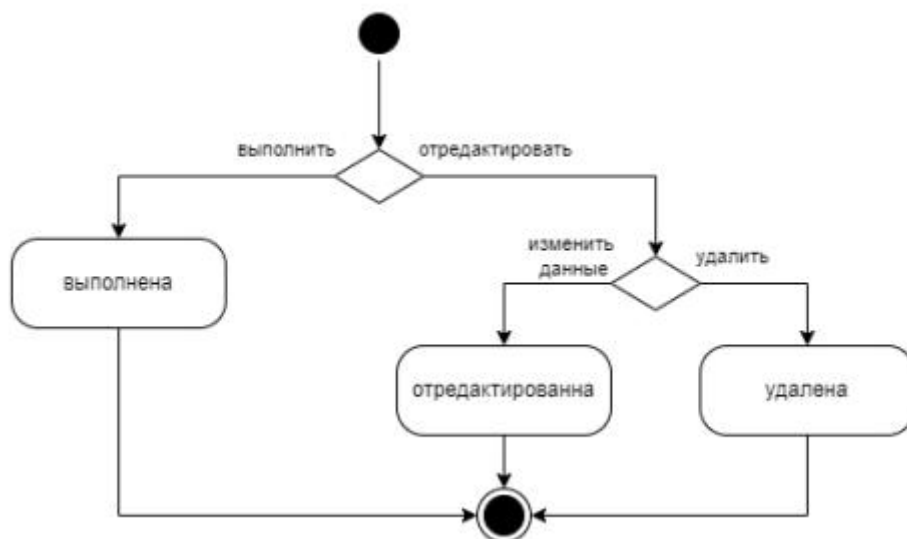 выполнить
отредактировать
изменить
данные
удалить
выполнена
отредактированна
удалена